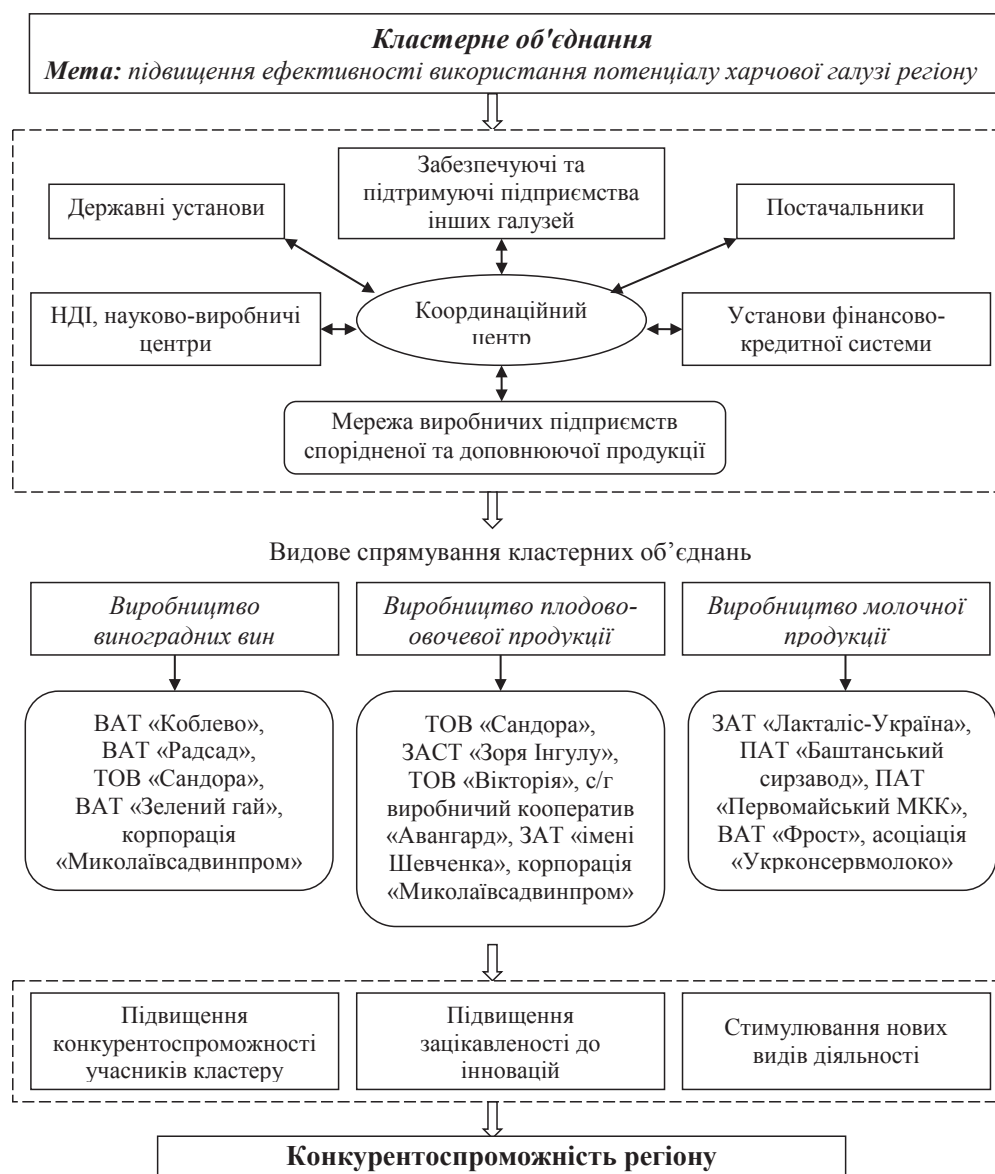 Кластерне об'єднання
Мета: підвищення ефективності використання потенціалу харчової галузі регіону
Забезпечуючі та
підтримуючі підприємства
інших галузей
Державні установи
Постачальники
НДІ, науково-виробничі
центри
Координаційний
центр
Установи фінансово-
кредитної системи
Мережа виробничих підприємств
спорідненої та доповнюючої продукції
Видове спрямування кластерних об’єднань
Виробництво
виноградних вин
Виробництво плодово-
овочевої продукції
Виробництво молочної
продукції
ВАТ «Коблево»,
ВАТ «Радсад»,
ТОВ «Сандора»,
ВАТ «Зелений гай»,
корпорація
«Миколаївсадвинпром»
ТОВ «Сандора»,
ЗАСТ «Зоря Інгулу»,
ТОВ «Вікторія», с/г
виробничий кооператив
«Авангард», ЗАТ «імені
Шевченка», корпорація
«Миколаївсадвинпром»
ЗАТ «Лакталіс-Україна»,
ПАТ «Баштанський
сирзавод», ПАТ
«Первомайський МКК»,
ВАТ «Фрост», асоціація
«Укрконсервмолоко»
Підвищення
конкурентоспроможності
учасників кластеру
Підвищення
зацікавленості до
інновацій
Стимулювання нових
видів діяльності
Конкурентоспроможність регіону